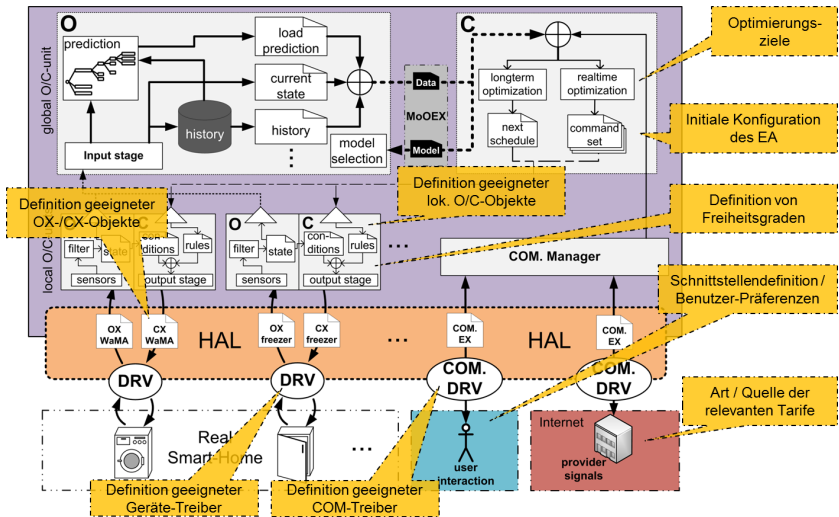 O
C
Optimierungs-
ziele
global O/C-unit
prediction
load
prediction
current
state
history
history
Input stage
model
selection
Data
MoOEX
Model
longterm
optimization
realtime
optimization
next
schedule
command
set
Initiale Konfiguration
des EA
Definition geeigneter
OX-/CX-Objekte
Definition geeigneter
lok. O/C-Objekte
Definition von
Freiheitsgraden
local O/C-unit
C
filter
state
con-
ditions
rules
sensors
output stage
O
C
filter
state
con-
ditions
rules
sensors
output stage
...
COM. Manager
Schnittstellendefinition /
Benutzer-Präferenzen
OX
WaMA
CX
WaMA
HAL
OX
freezer
CX
freezer
...
COM.
EX
HAL
COM.
EX
DRV
DRV
COM.
DRV
COM.
DRV
Art / Quelle der
relevanten Tarife
Real
Smart-Home
...
user
interaction
Internet
provider
signals
Definition geeigneter
Geräte-Treiber
Definition geeigneter
COM-Treiber